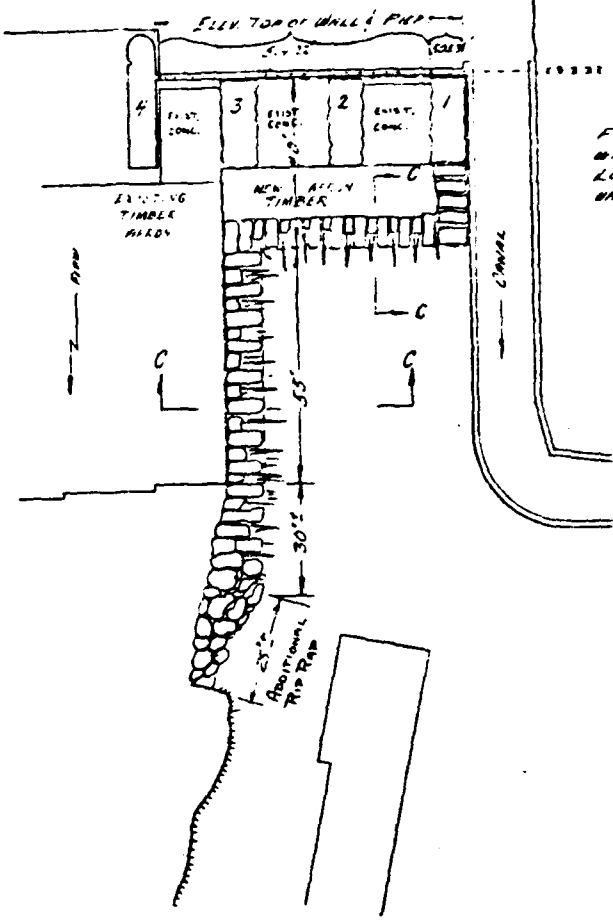 ELEV. TOP OF WALL & PIER
4
EXIST.
CONC.
3
EXIST
CONC.
2
EXIST.
CONC.
1
EXISTING
TIMBER
APRON
NEW APRON
TIMBER
C
C
C
C
CANAL
55'
30'±
25'±
ADDITIONAL
RIP RAP